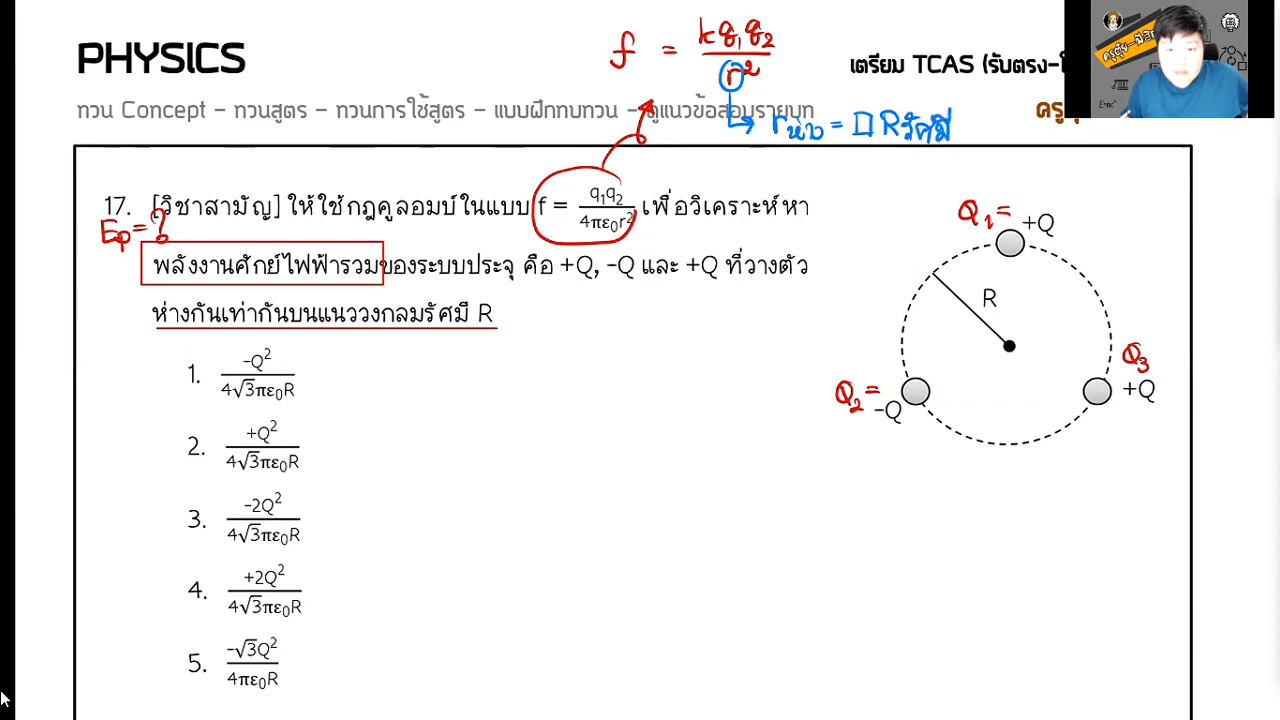 PHYSICS
f = kq₁q₂ / r²
เตรียม TCAS (รับตรง-
ทวน Concept – ทวนสูตร – ทวนการใช้สูตร – แบบฝึกทบทวน – ดูแนวข้อสอบรายบท
r ห่าง = □ R รัศมี
17. [วิชาสามัญ] ให้ใช้กฎคูลอมบ์ในแบบ f = q₁q₂ / 4πε₀r² เพื่อวิเคราะห์หา
Ep = ?
พลังงานศักย์ไฟฟ้ารวมของระบบประจุ คือ +Q, -Q และ +Q ที่วางตัว
ห่างกันเท่ากันบนแนววงกลมรัศมี R
1. -Q² / 4√3πε₀R
2. +Q² / 4√3πε₀R
3. -2Q² / 4√3πε₀R
4. +2Q² / 4√3πε₀R
5. -√3Q² / 4πε₀R
Q₁ = +Q
R
Q₂ = -Q
Q₃ +Q